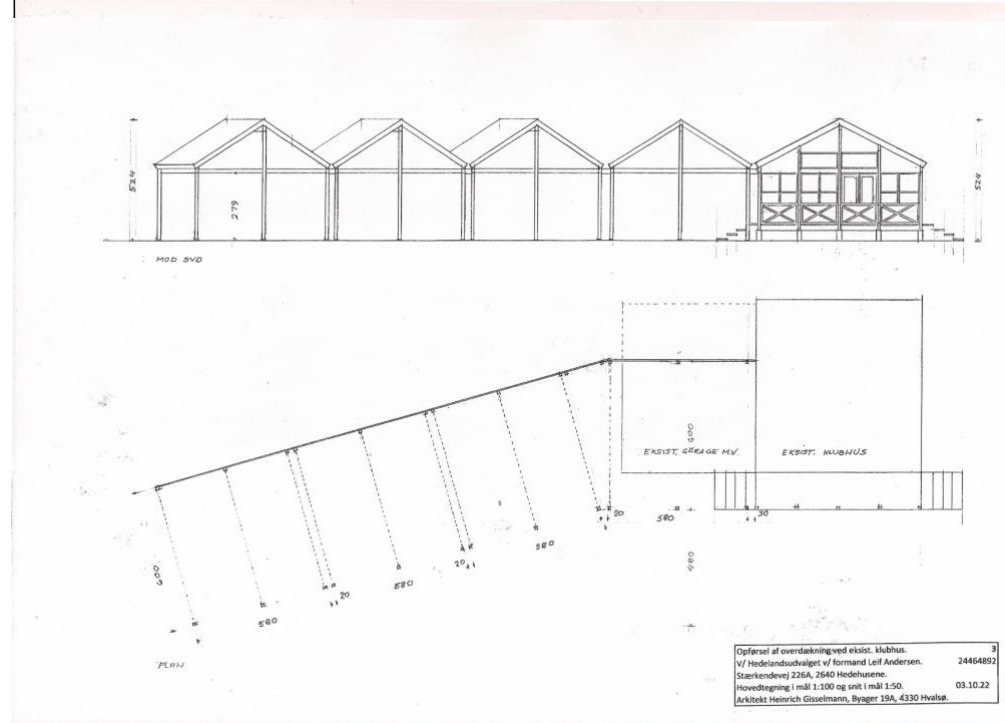 524
279
524
MOD SYD
600
EKSIST. GARAGE M.V.
EKSIST. KLUBHUS
20
580
30
580
20
600
580
480
20
580
PLAN
Opførsel af overdækning ved eksist. klubhus. 3
V/ Hedelandsudvalget v/ formand Leif Andersen. 24464892
Stærkendevej 226A, 2640 Hedehusene.
Hovedtegning i mål 1:100 og snit i mål 1:50. 03.10.22
Arkitekt Heinrich Gisselmann, Byager 19A, 4330 Hvalsø.